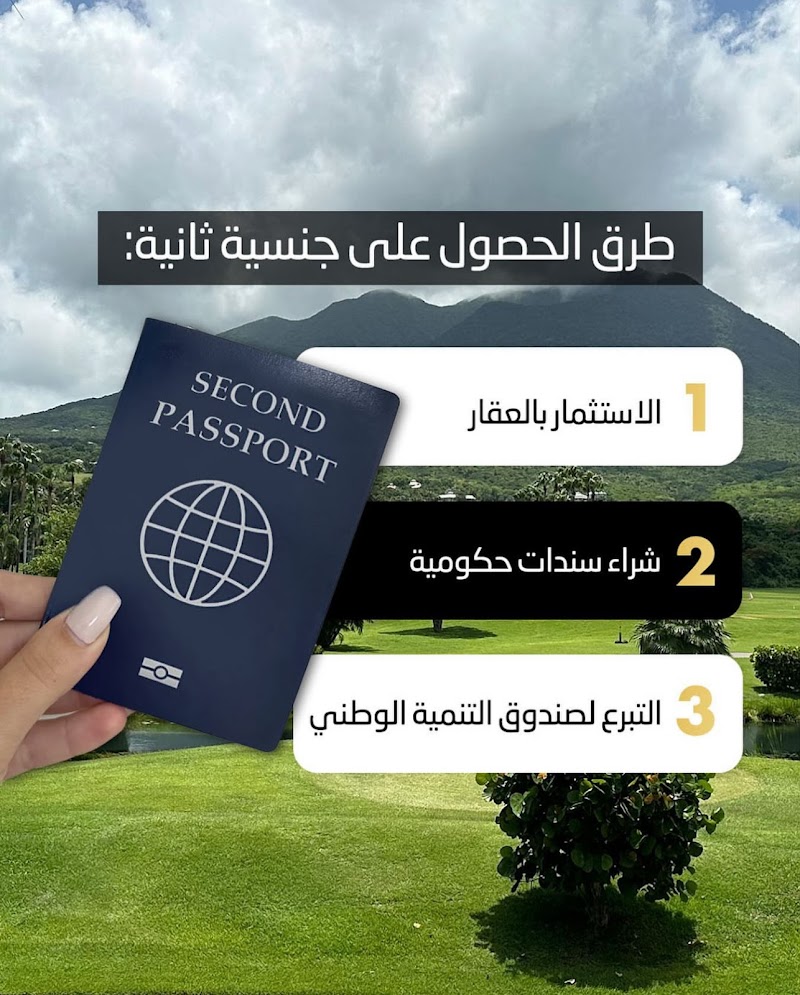 طرق الحصول على جنسية ثانية:
1 الاستثمار بالعقار
SECOND
PASSPORT
2 شراء سندات حكومية
3 التبرع لصندوق التنمية الوطني